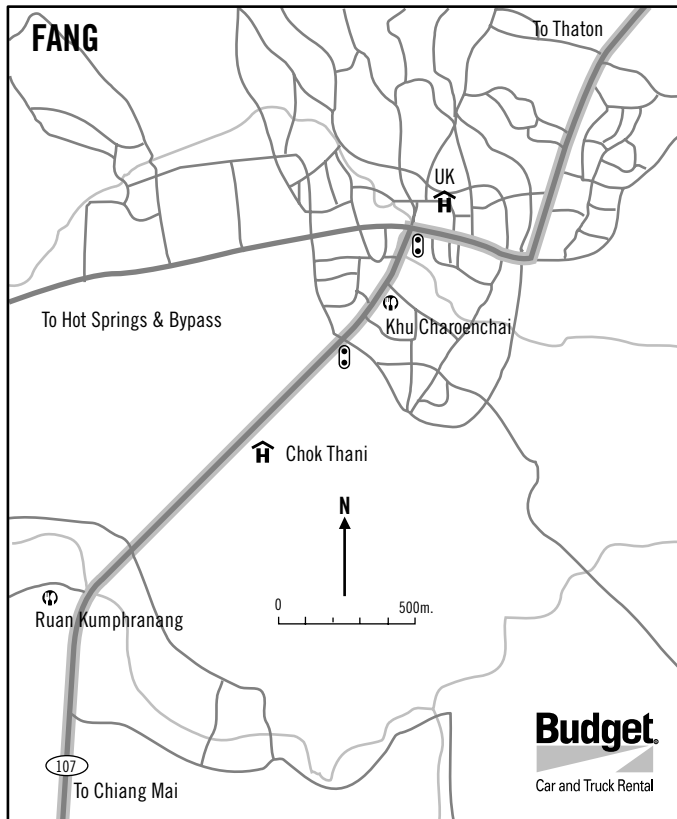 FANG
To Thaton
UK
H
To Hot Springs & Bypass
Khu Charoenchai
H
Chok Thani
N
0 500m.
Ruan Kumphranang
107
To Chiang Mai
Budget®
Car and Truck Rental